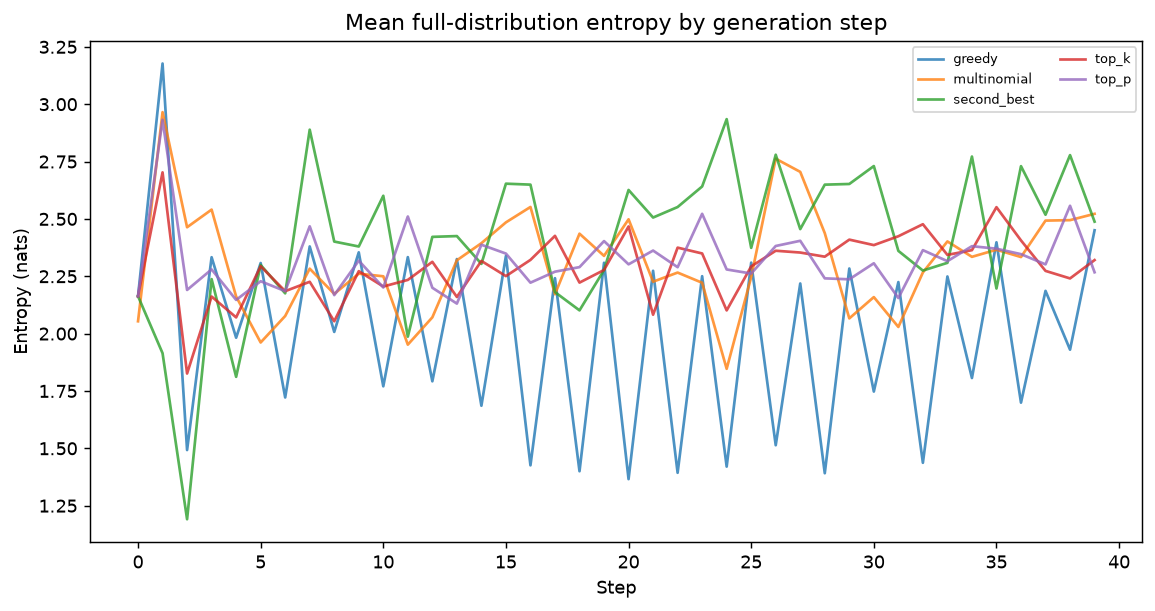 Mean full-distribution entropy by generation step
3.25
3.00
2.75
2.50
2.25
2.00
1.75
1.50
1.25
Entropy (nats)
greedy
multinomial
second_best
top_k
top_p
0 5 10 15 20 25 30 35 40
Step